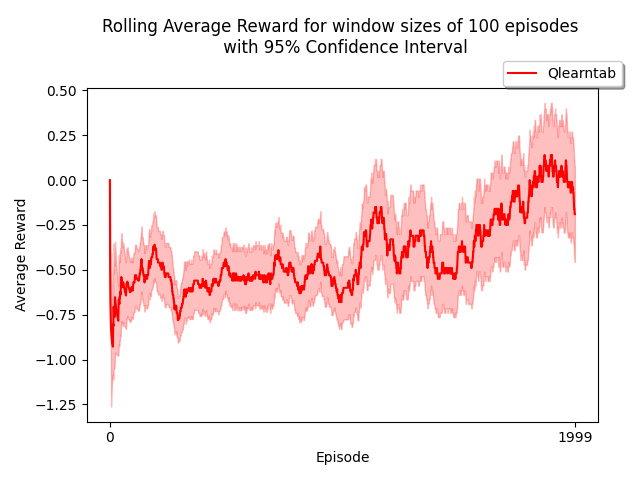 Rolling Average Reward for window sizes of 100 episodes
with 95% Confidence Interval
Qlearntab
0.50
0.25
0.00
−0.25
−0.50
−0.75
−1.00
−1.25
Average Reward
0
1999
Episode